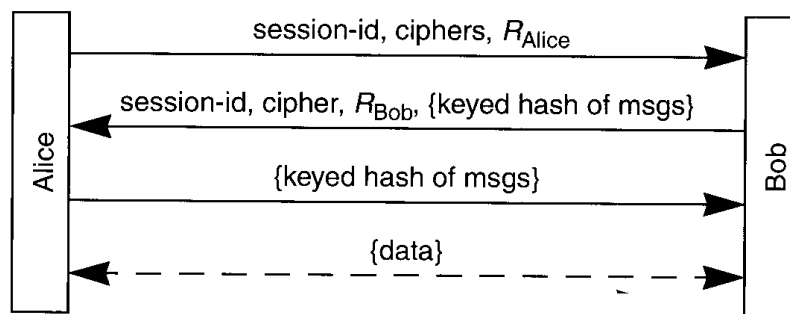 session-id, ciphers, R_Alice
session-id, cipher, R_Bob, {keyed hash of msgs}
{keyed hash of msgs}
{data}
Alice
Bob